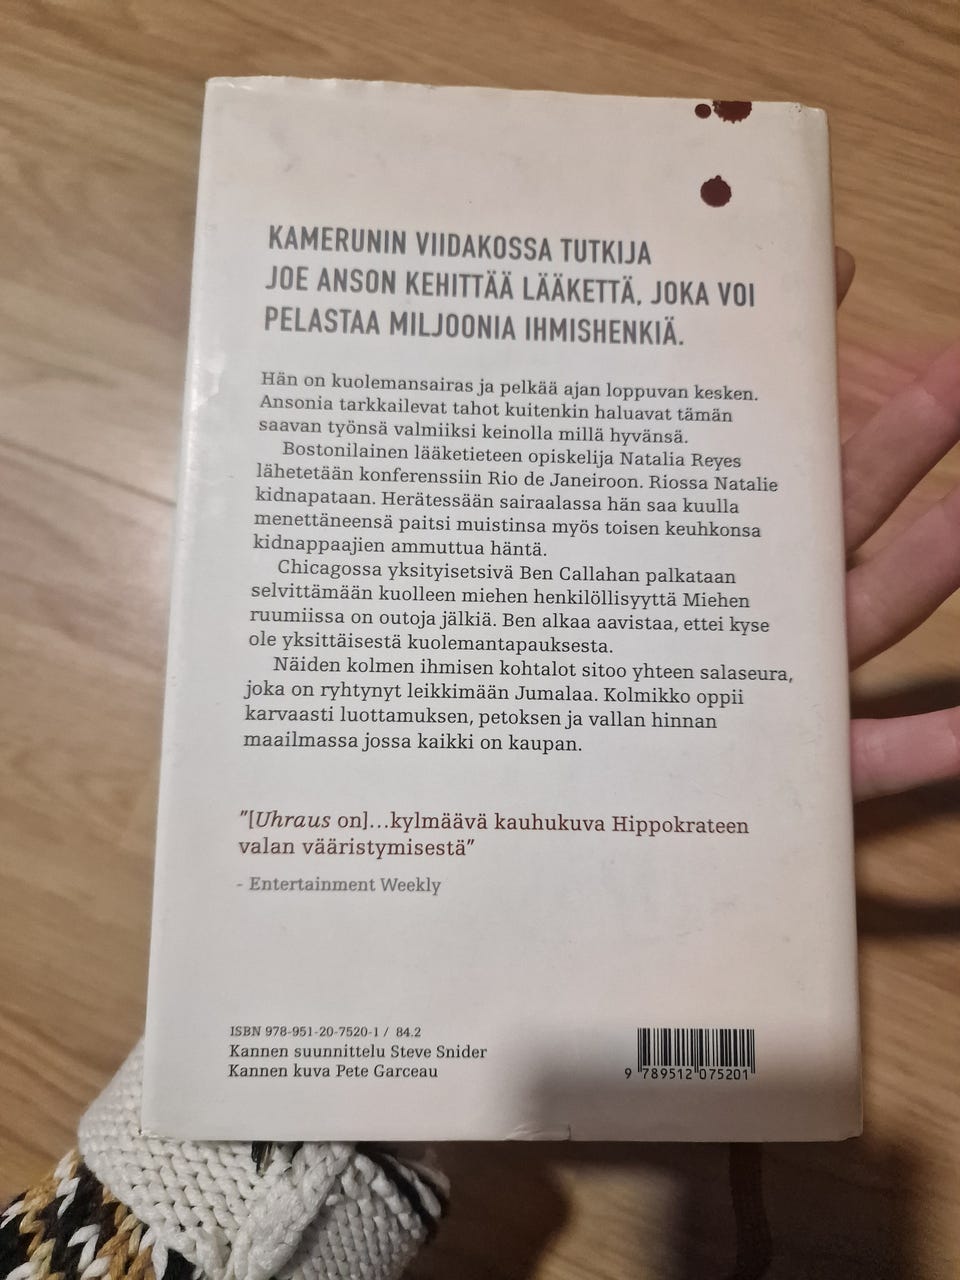 KAMERUNIN VIIDAKOSSA TUTKIJA
JOE ANSON KEHITTÄÄ LÄÄKETTÄ, JOKA VOI
PELASTAA MILJOONIA IHMISHENKIÄ.
Hän on kuolemansairas ja pelkää ajan loppuvan kesken.
Ansonia tarkkailevat tahot kuitenkin haluavat tämän
saavan työnsä valmiiksi keinolla millä hyvänsä.
Bostonilainen lääketieteen opiskelija Natalia Reyes
lähetetään konferenssiin Rio de Janeiroon. Riossa Natalie
kidnapataan. Herätessään sairaalassa hän saa kuulla
menettäneensä paitsi muistinsa myös toisen keuhkonsa
kidnappaajien ammuttua häntä.
Chicagossa yksityisetsivä Ben Callahan palkataan
selvittämään kuolleen miehen henkilöllisyyttä Miehen
ruumiissa on outoja jälkiä. Ben alkaa aavistaa, ettei kyse
ole yksittäisestä kuolemantapauksesta.
Näiden kolmen ihmisen kohtalot sitoo yhteen salaseura,
joka on ryhtynyt leikkimään Jumalaa. Kolmikko oppii
karvaasti luottamuksen, petoksen ja vallan hinnan
maailmassa jossa kaikki on kaupan.
"[Uhraus on]...kylmäävä kauhukuva Hippokrateen
valan vääristymisestä"
- Entertainment Weekly
ISBN 978-951-20-7520-1 / 84.2
Kannen suunnittelu Steve Snider
Kannen kuva Pete Garceau
9 789512 075201